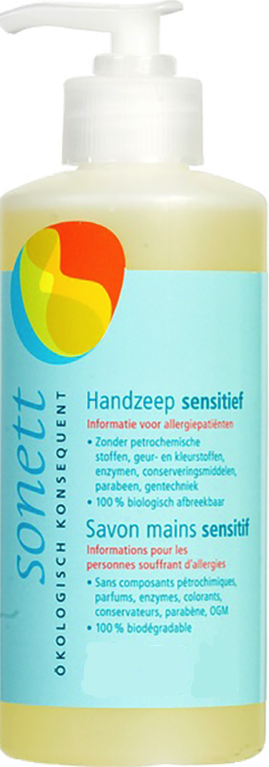 sonett
ÖKOLOGISCH KONSEQUENT
Handzeep sensitief
Informatie voor allergiepatiënten
• Zonder petrochemische
stoffen, geur- en kleurstoffen,
enzymen, conserveringsmiddelen,
parabeen, gentechniek
• 100 % biologisch afbreekbaar
Savon mains sensitif
Informations pour les
personnes souffrant d'allergies
• Sans composants pétrochimiques,
parfums, enzymes, colorants,
conservateurs, parabène, OGM
• 100 % biodégradable